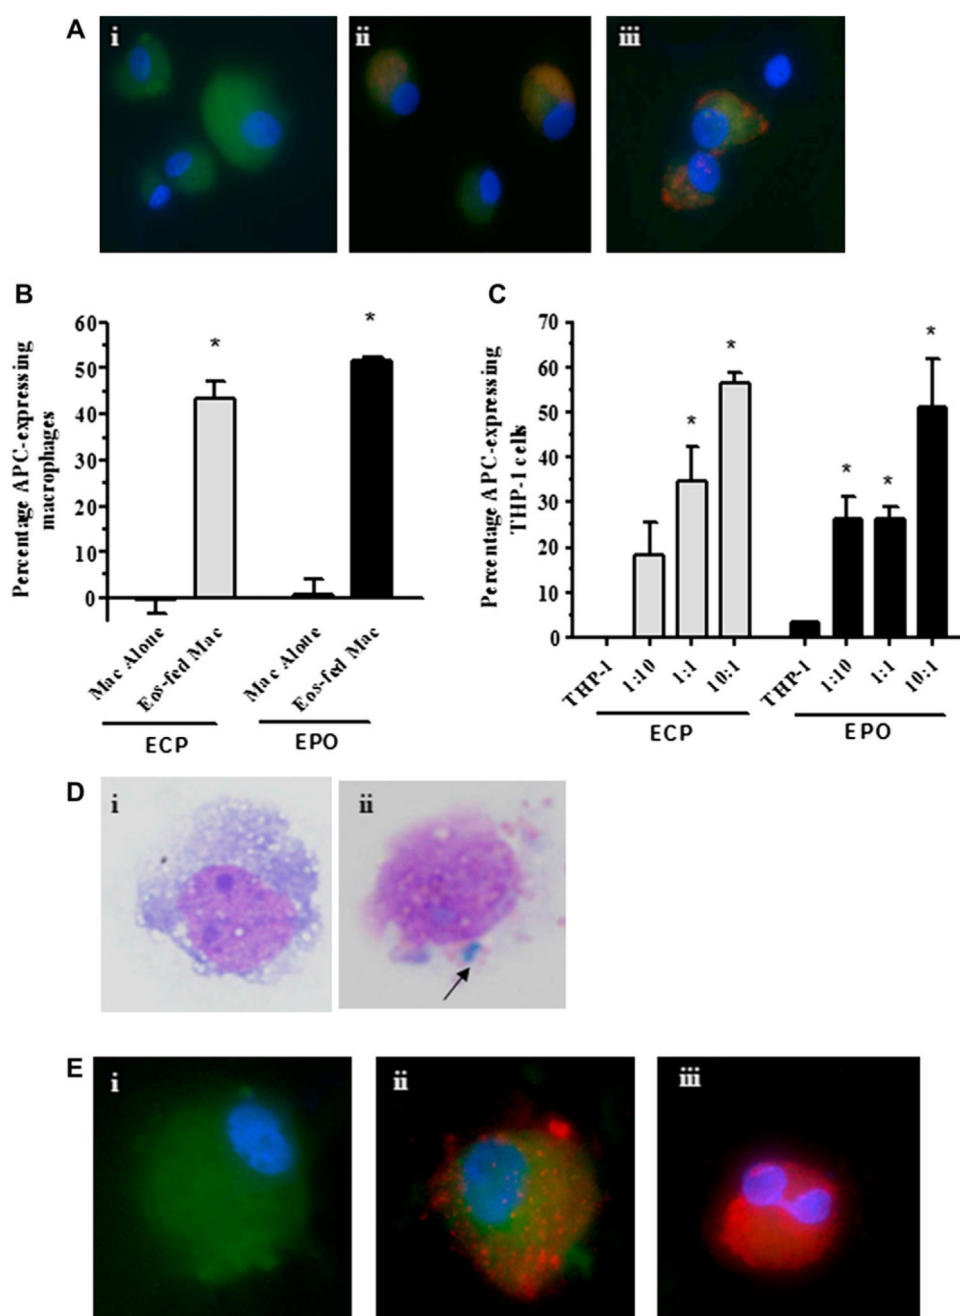 A
i
ii
iii
B
C
Percentage APC-expressing
macrophages
60
50
40
30
20
10
0
*
*
Mac Alone
Eos-fed Mac
Mac Alone
Eos-fed Mac
ECP
EPO
Percentage APC-expressing
THP-1 cells
70
60
50
40
30
20
10
0
*
*
*
*
*
THP-1
1:10
1:1
10:1
THP-1
1:10
1:1
10:1
ECP
EPO
D
i
ii
E
i
ii
iii